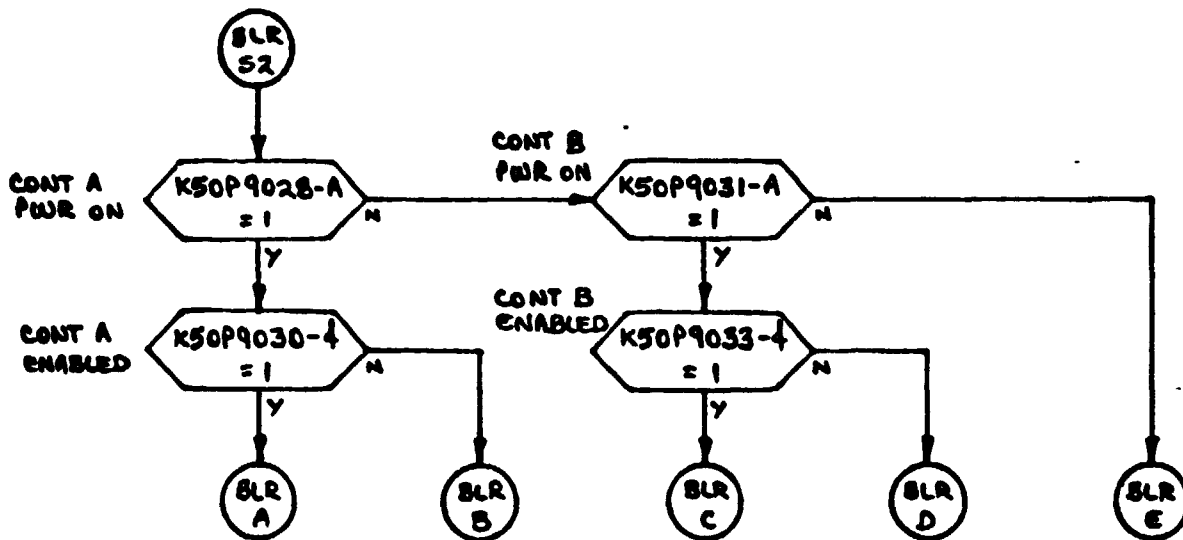 BLR
S2
CONT A
PWR ON
K50P9028-A
= 1
N
Y
CONT B
PWR ON
K50P9031-A
= 1
N
Y
CONT A
ENABLED
K50P9030-4
= 1
N
Y
CONT B
ENABLED
K50P9033-4
= 1
N
Y
BLR
A
BLR
B
BLR
C
BLR
D
BLR
E